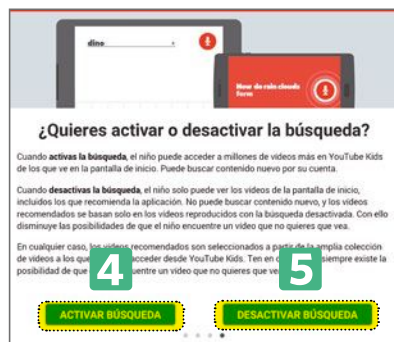 dino
How do rain clouds
form
¿Quieres activar o desactivar la búsqueda?
Cuando activas la búsqueda, el niño puede acceder a millones de videos más en YouTube Kids
de los que ve en la pantalla de inicio. Puede buscar contenido nuevo por su cuenta.
Cuando desactivas la búsqueda, el niño solo puede ver los videos de la pantalla de inicio,
incluidos los que recomienda la aplicación. No puede buscar contenido nuevo, y los videos
recomendados se basan solo en los videos reproducidos con la búsqueda desactivada. Con ello
disminuye las posibilidades de que el niño encuentre un video que no quieres que vea.
En cualquier caso, los videos recomendados son seleccionados a partir de la amplia colección
de videos a los que acceder desde YouTube Kids. Ten en siempre existe la
posibilidad de que encuentre un video que no quieres que vea
4
5
ACTIVAR BÚSQUEDA
DESACTIVAR BÚSQUEDA